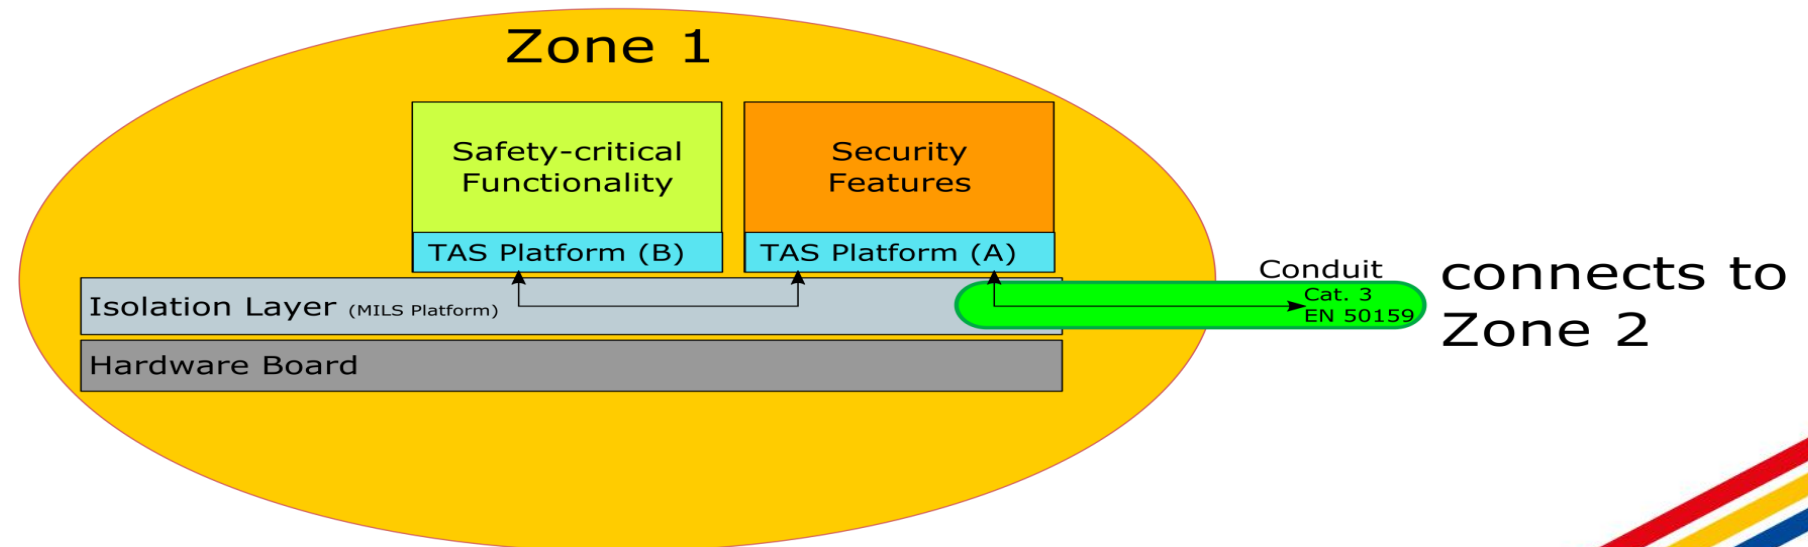 Zone 1
Safety-critical
Functionality
Security
Features
TAS Platform (B)
TAS Platform (A)
Isolation Layer (MILS Platform)
Hardware Board
Conduit
Cat. 3
EN 50159
connects to
Zone 2